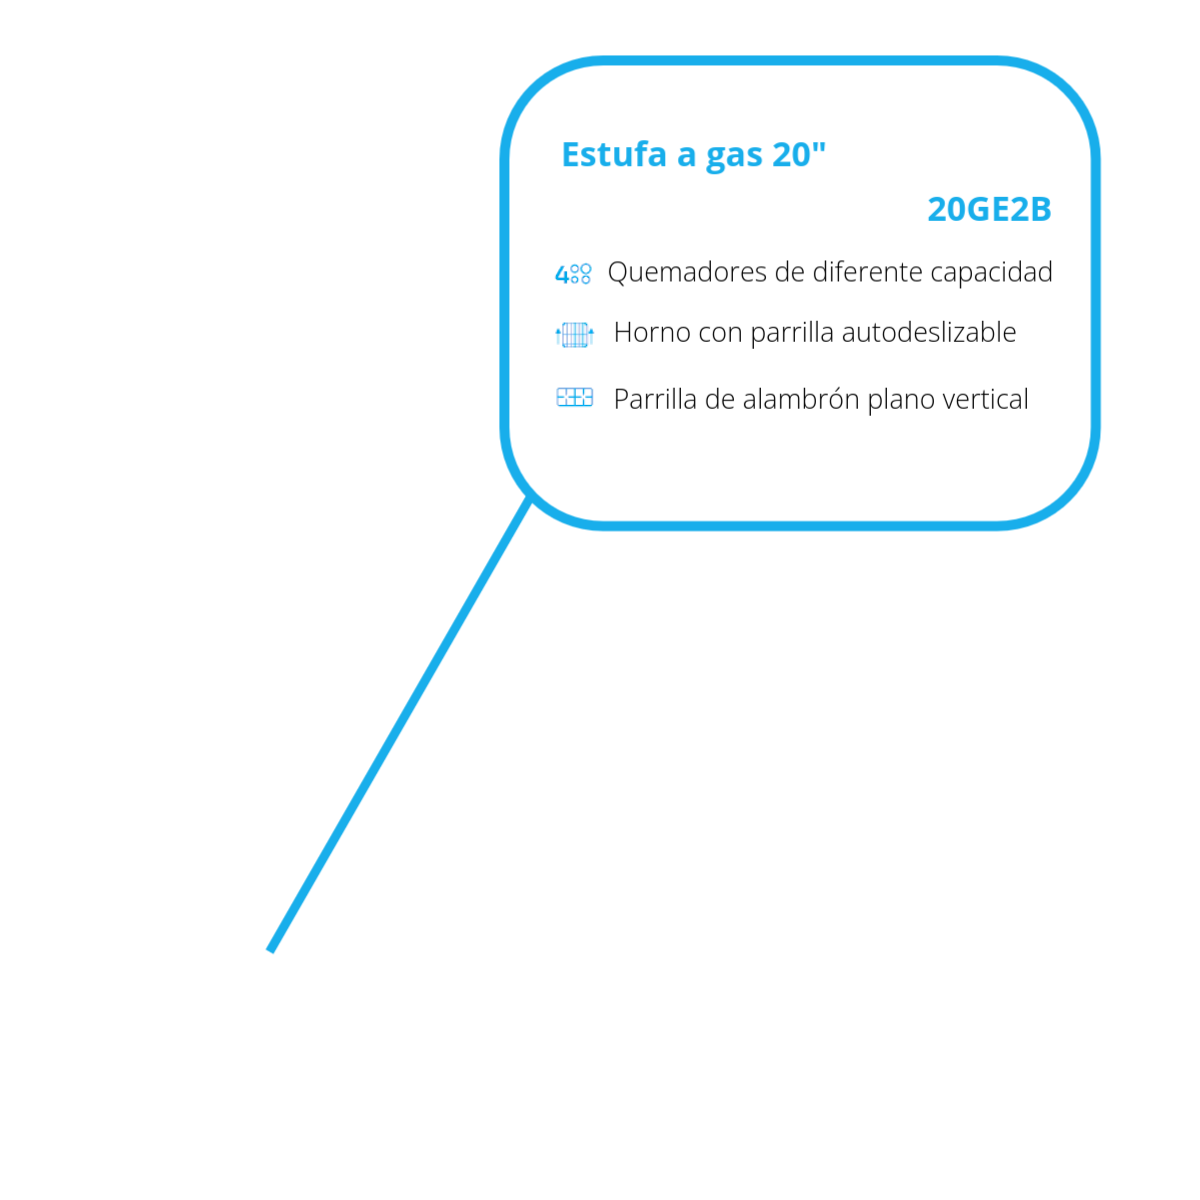 Estufa a gas 20"
20GE2B
4 Quemadores de diferente capacidad
Horno con parrilla autodeslizable
Parrilla de alambrón plano vertical